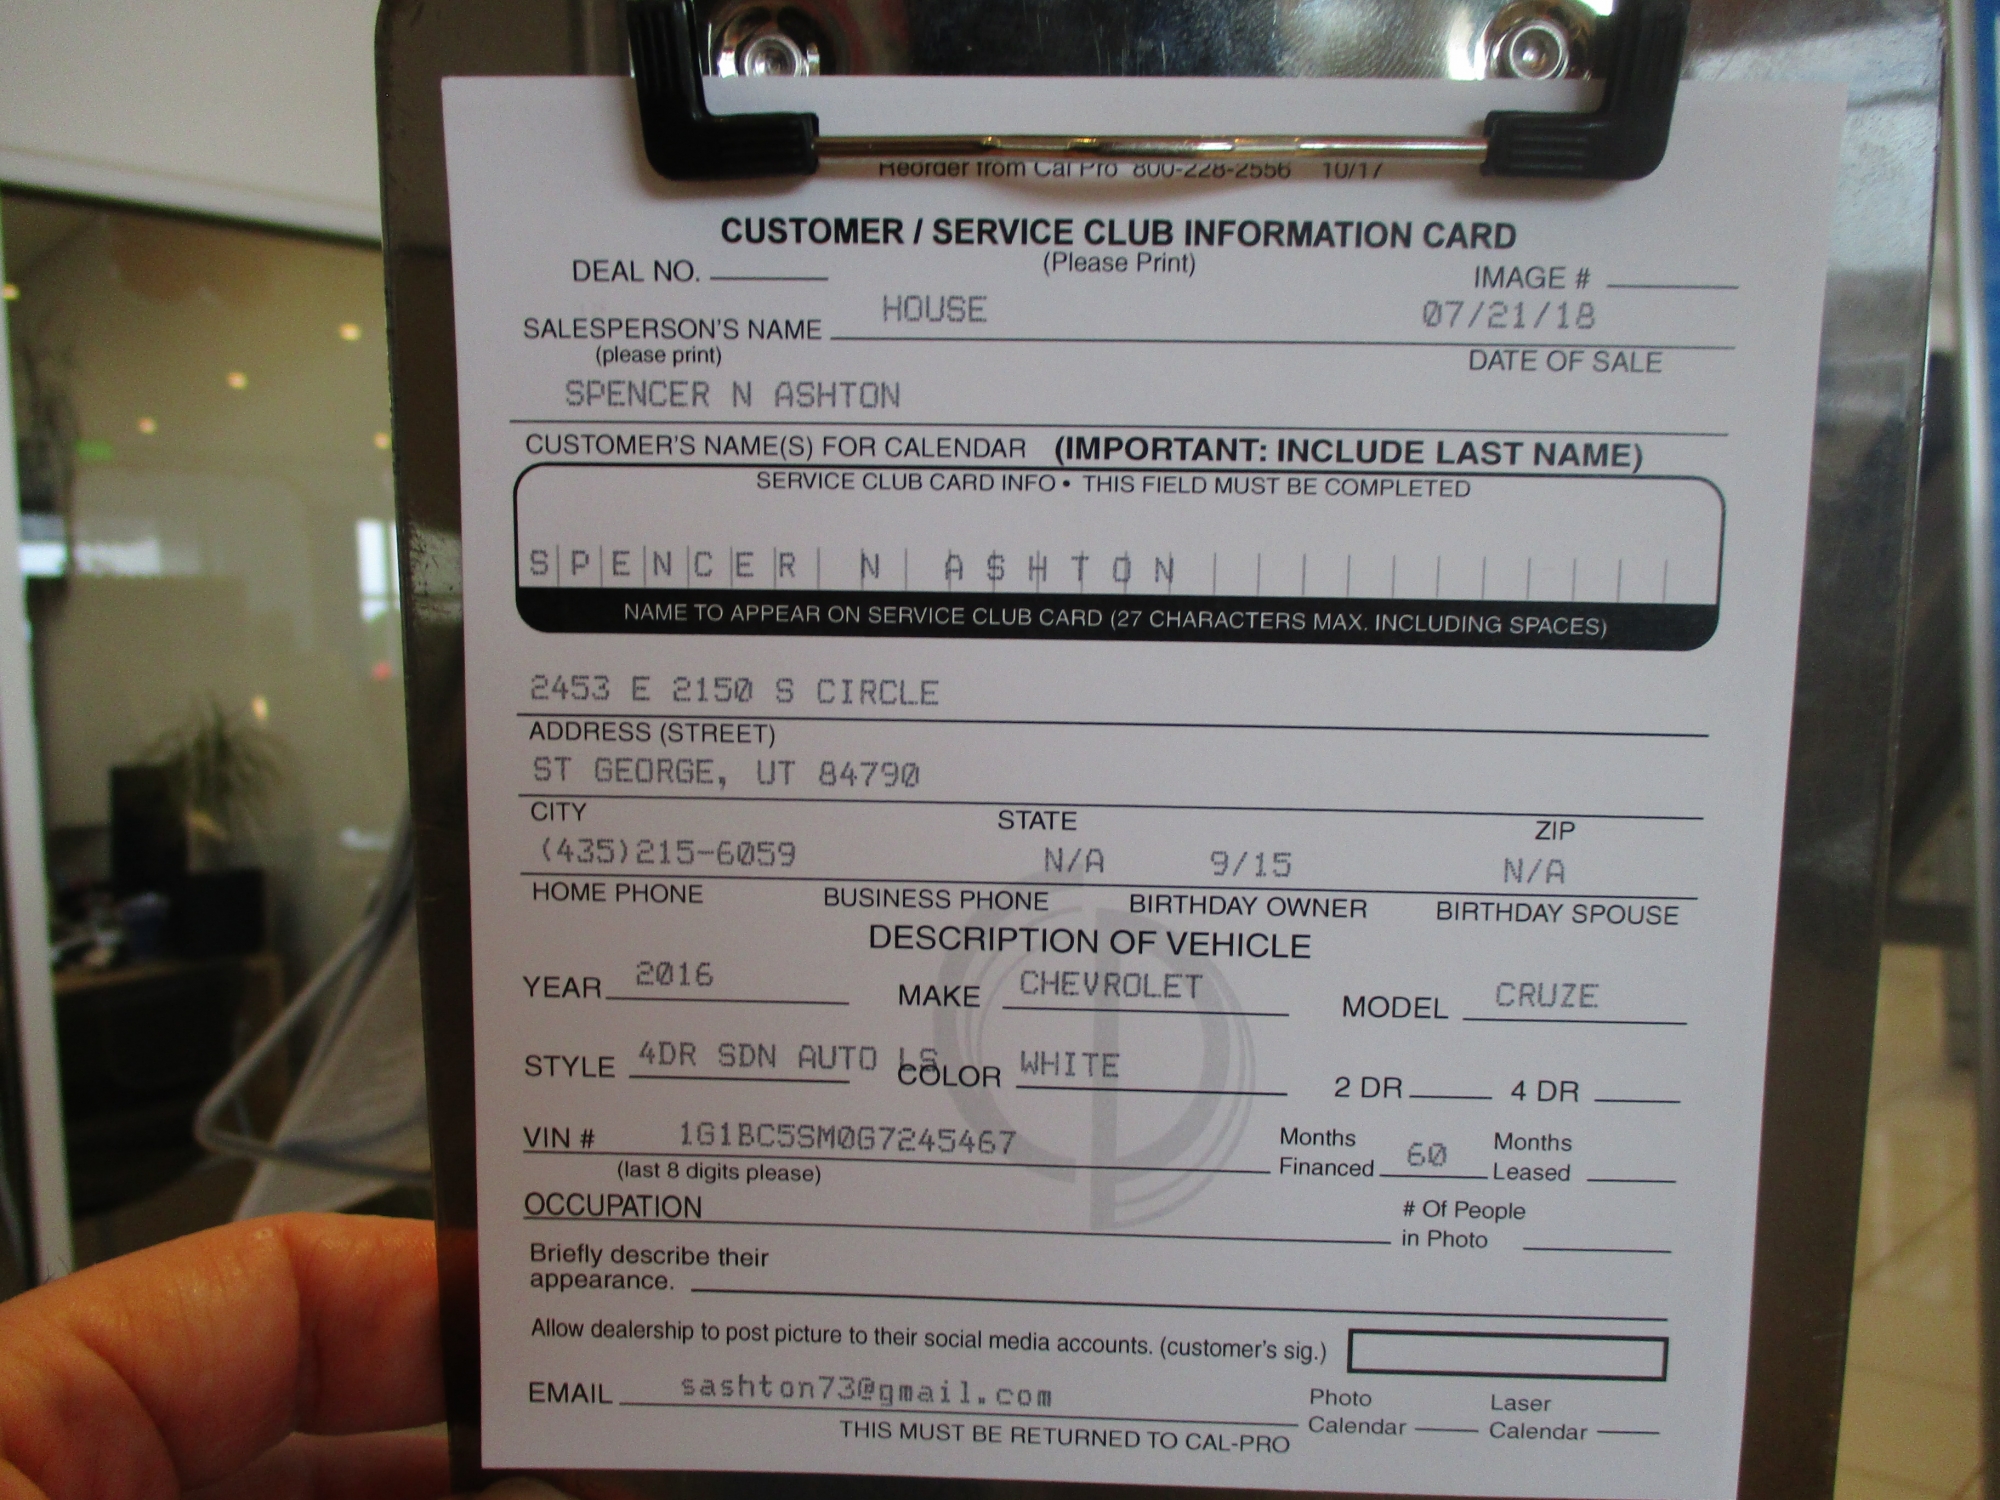 Reorder from Cal Pro 800-228-2556 10/17
CUSTOMER / SERVICE CLUB INFORMATION CARD
DEAL NO. (Please Print) IMAGE #
HOUSE 07/21/18
SALESPERSON'S NAME
(please print) DATE OF SALE
SPENCER N ASHTON
CUSTOMER'S NAME(S) FOR CALENDAR (IMPORTANT: INCLUDE LAST NAME)
SERVICE CLUB CARD INFO • THIS FIELD MUST BE COMPLETED
SPENCER N ASHTON
NAME TO APPEAR ON SERVICE CLUB CARD (27 CHARACTERS MAX. INCLUDING SPACES)
2453 E 2150 S CIRCLE
ADDRESS (STREET)
ST GEORGE, UT 84790
CITY STATE ZIP
(435)215-6059 N/A 9/15 N/A
HOME PHONE BUSINESS PHONE BIRTHDAY OWNER BIRTHDAY SPOUSE
DESCRIPTION OF VEHICLE
YEAR 2016 MAKE CHEVROLET MODEL CRUZE
STYLE 4DR SDN AUTO LS COLOR WHITE 2 DR 4 DR
VIN # 1G1BC5SM0G7245467 Months Financed 60 Months Leased
(last 8 digits please)
OCCUPATION # Of People in Photo
Briefly describe their
appearance.
Allow dealership to post picture to their social media accounts. (customer's sig.)
EMAIL sashton73@gmail.com Photo Calendar Laser Calendar
THIS MUST BE RETURNED TO CAL-PRO